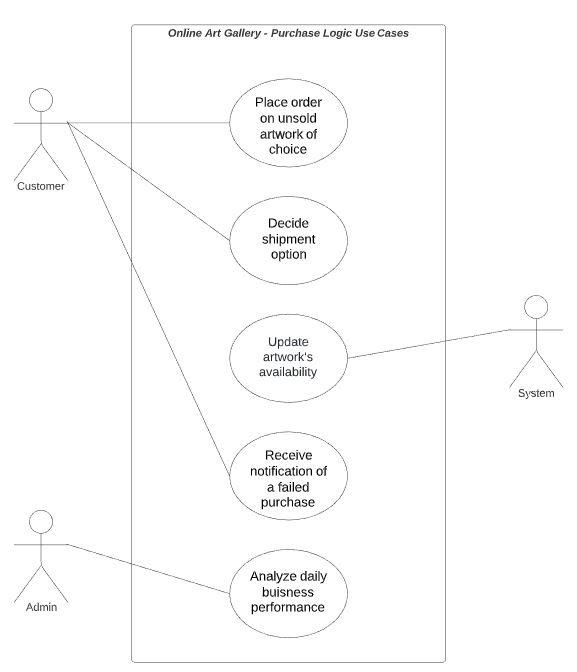 Online Art Gallery - Purchase Logic Use Cases
Place order
on unsold
artwork of
choice
Customer
Decide
shipment
option
Update
artwork's
availability
System
Receive
notification of
a failed
purchase
Analyze daily
buisness
performance
Admin